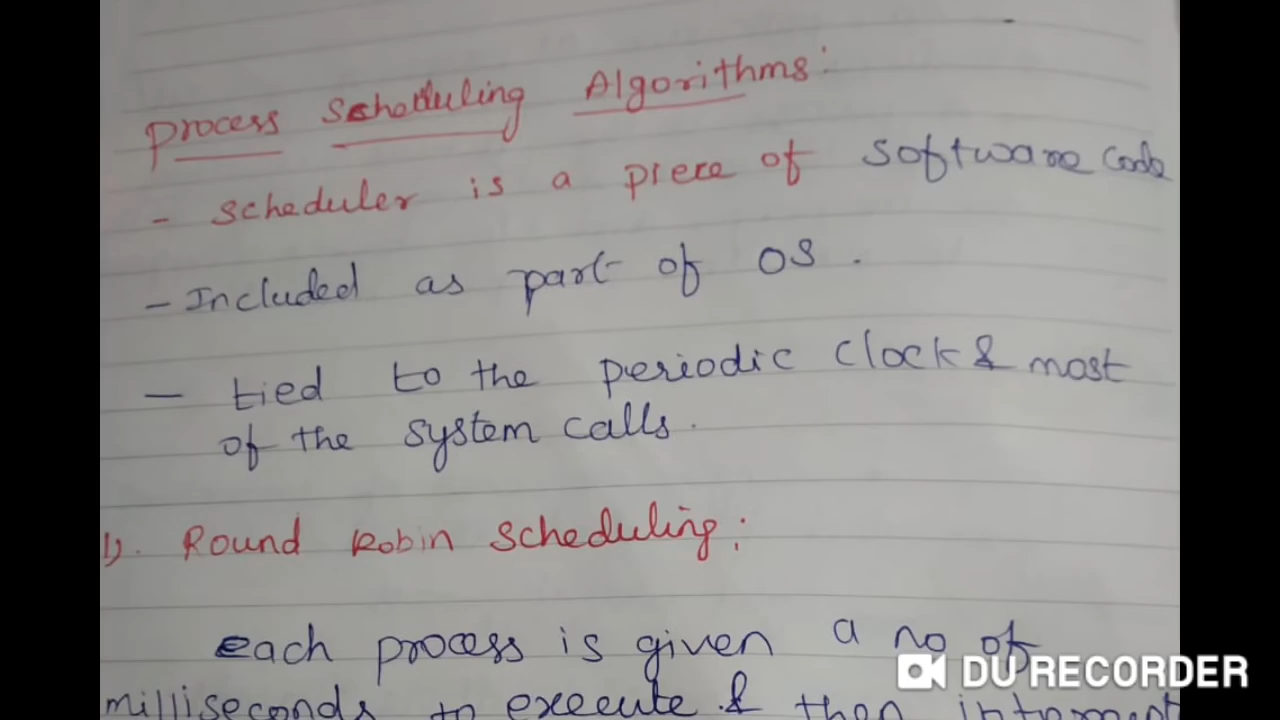 Process Scheduling Algorithms:
- Scheduler is a piece of software code
- Included as part of OS.
- tied to the periodic clock & most
of the system calls.
1). Round Robin Scheduling:
each process is given a no of
milliseconds to execute & then
DU RECORDER